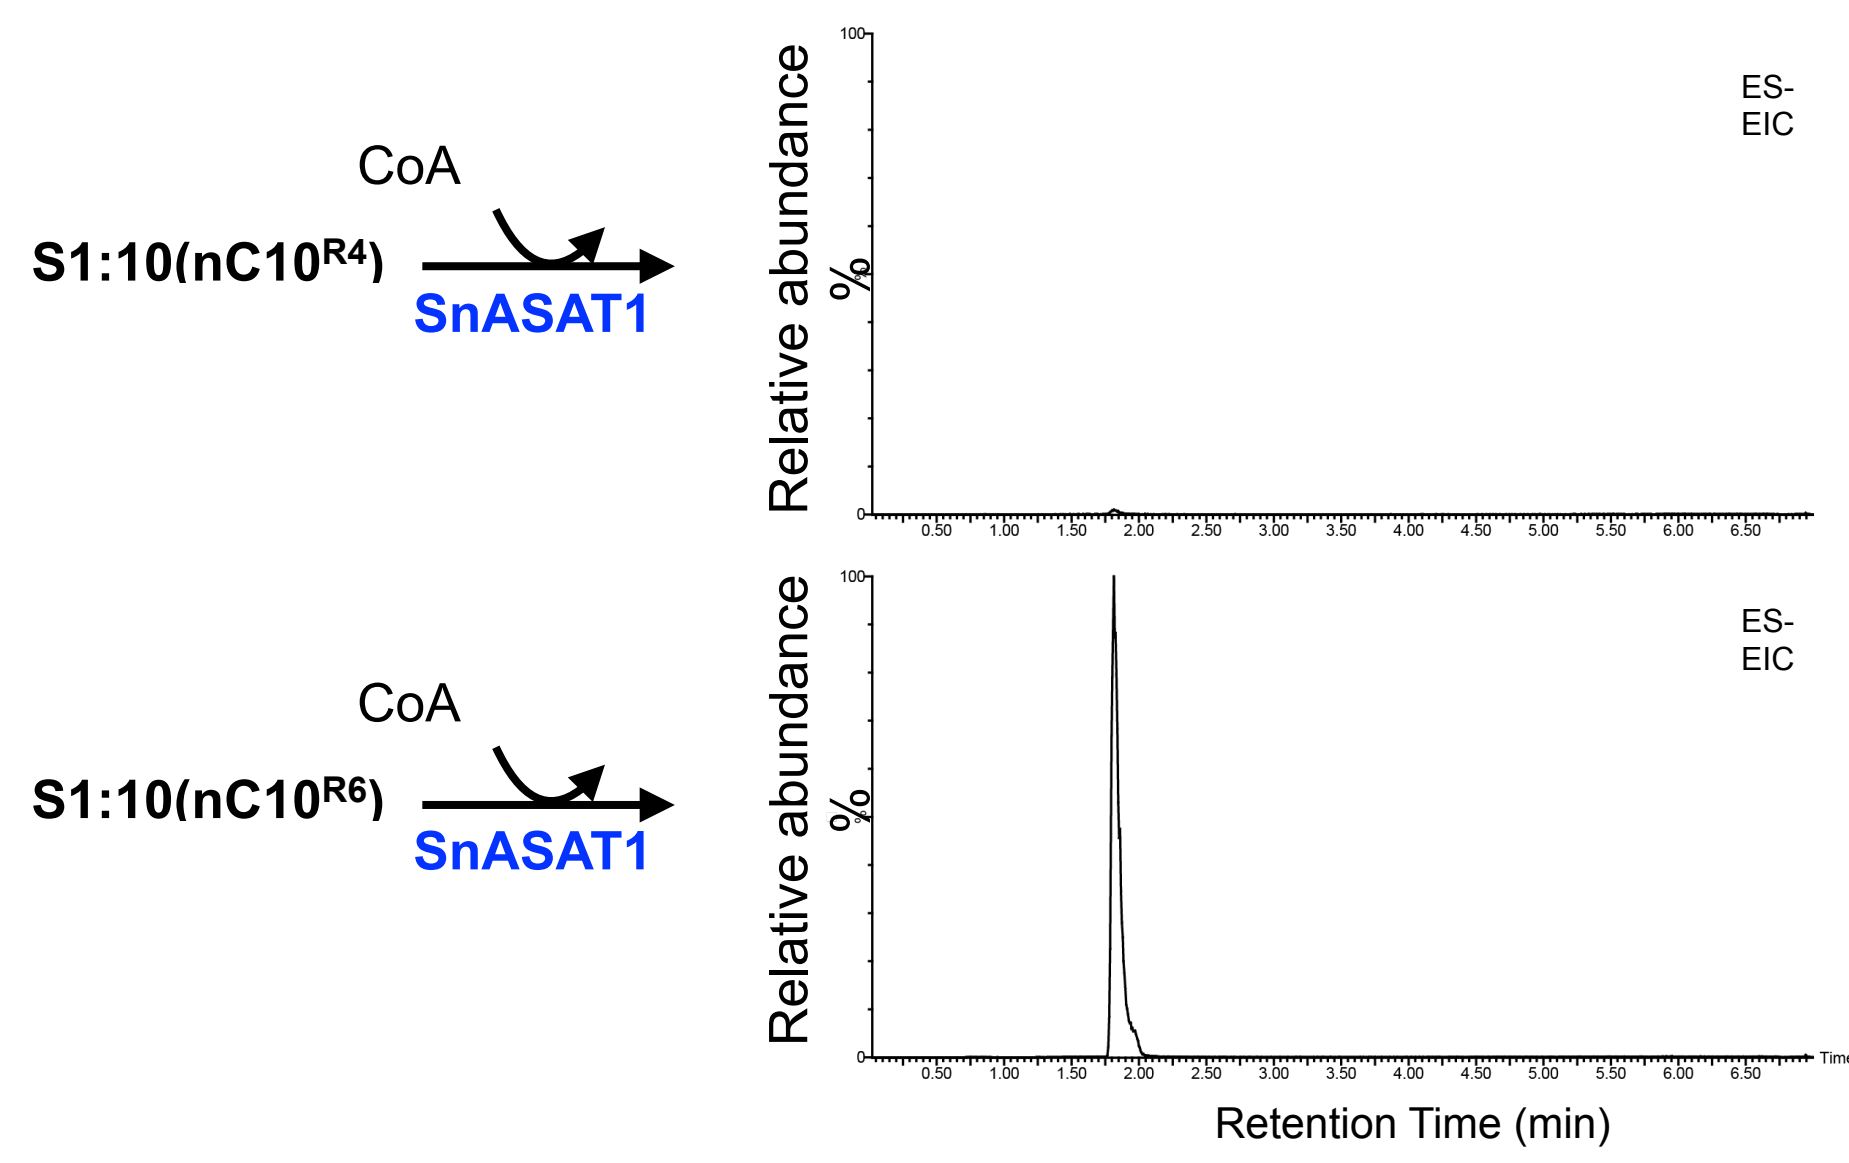 CoA
S1:10(nC10R4)
SnASAT1
Relative abundance
%
100
0
ES-
EIC
0.50 1.00 1.50 2.00 2.50 3.00 3.50 4.00 4.50 5.00 5.50 6.00 6.50
CoA
S1:10(nC10R6)
SnASAT1
Relative abundance
%
100
0
ES-
EIC
0.50 1.00 1.50 2.00 2.50 3.00 3.50 4.00 4.50 5.00 5.50 6.00 6.50
Time
Retention Time (min)